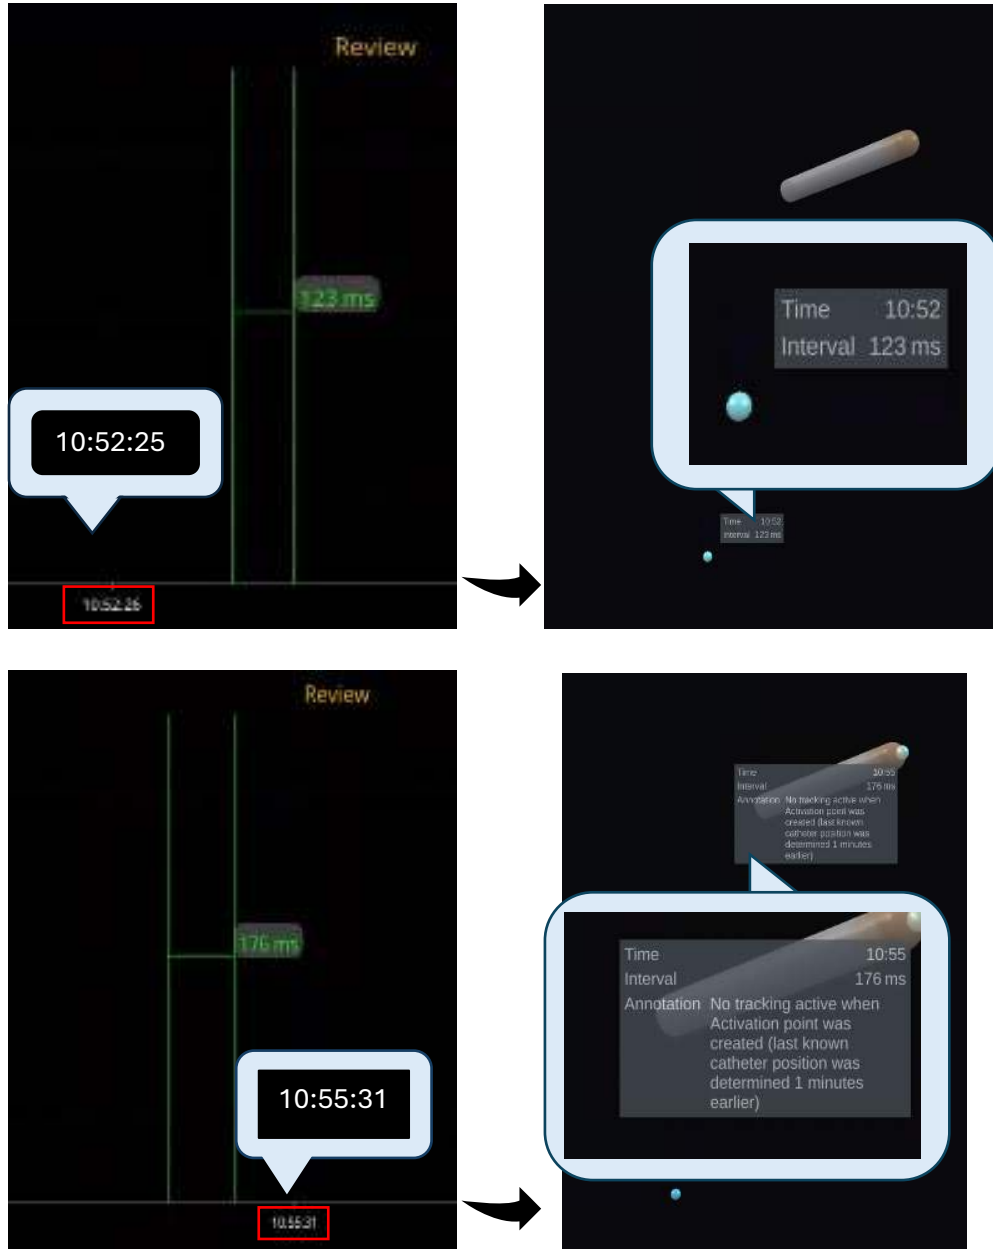 Review
123 ms
10:52:25
10:52:26
Time 10:52
Interval 123 ms
Time 10:52
Interval 123 ms
Review
176 ms
10:55:31
10:55:31
Time 10:55
Interval 176 ms
Annotation No tracking active when
Activation point was
created (last known
catheter position was
determined 1 minutes
earlier)
Time 10:55
Interval 176 ms
Annotation No tracking active when
Activation point was
created (last known
catheter position was
determined 1 minutes
earlier)